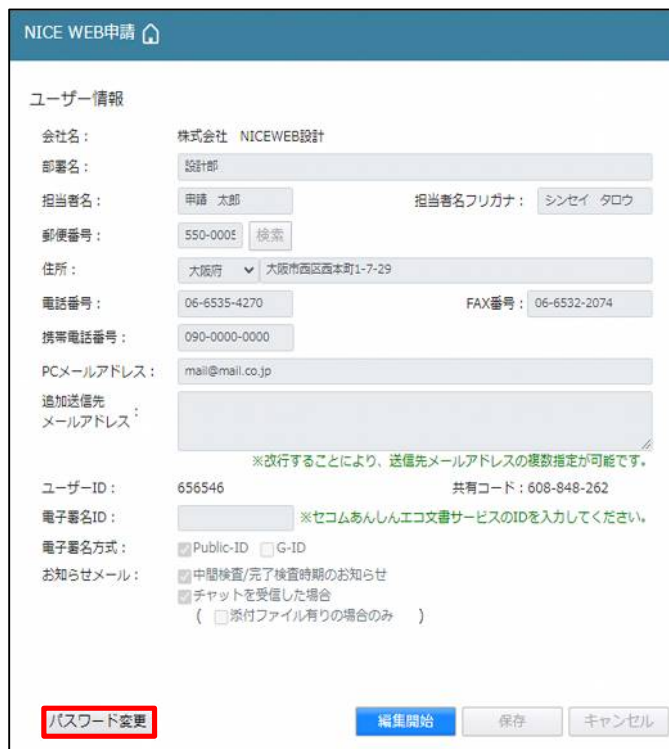 NICE WEB申請
ユーザー情報
会社名： 株式会社　NICEWEB設計
部署名： 設計部
担当者名： 申請　太郎 担当者名フリガナ： シンセイ　タロウ
郵便番号： 550-0005 検索
住所： 大阪府 大阪市西区西本町1-7-29
電話番号： 06-6535-4270 FAX番号： 06-6532-2074
携帯電話番号： 090-0000-0000
PCメールアドレス： mail@mail.co.jp
追加送信先
メールアドレス：
※改行することにより、送信先メールアドレスの複数指定が可能です。
ユーザーID： 656546 共有コード：608-848-262
電子署名ID： ※セコムあんしんエコ文書サービスのIDを入力してください。
電子署名方式： Public-ID G-ID
お知らせメール： 中間検査/完了検査時期のお知らせ
チャットを受信した場合
( 添付ファイル有りの場合のみ )
パスワード変更 編集開始 保存 キャンセル